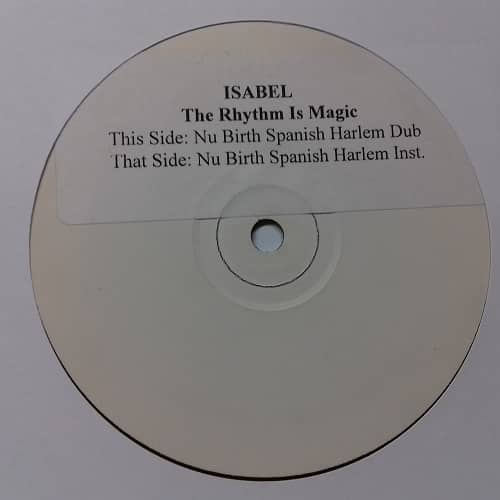 ISABEL
The Rhythm Is Magic
This Side: Nu Birth Spanish Harlem Dub
That Side: Nu Birth Spanish Harlem Inst.